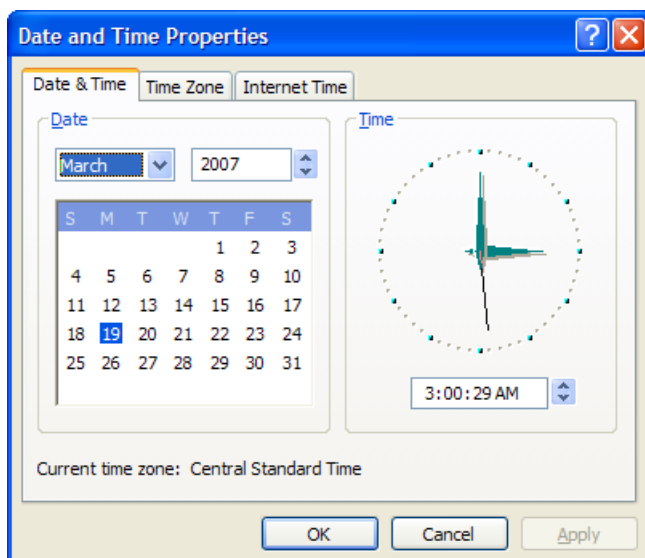 Date and Time Properties
Date & Time Time Zone Internet Time
Date
Time
March 2007
S M T W T F S
1 2 3
4 5 6 7 8 9 10
11 12 13 14 15 16 17
18 19 20 21 22 23 24
25 26 27 28 29 30 31
3:00:29 AM
Current time zone: Central Standard Time
OK Cancel Apply